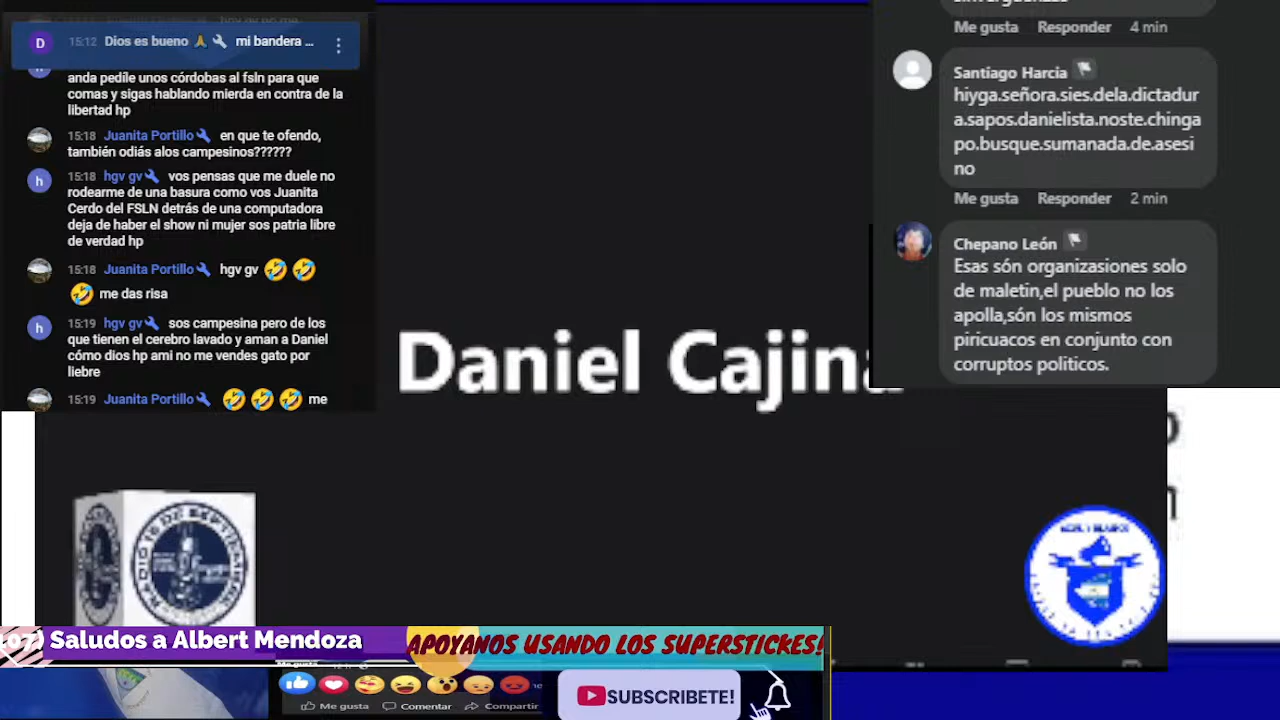 D 15:12 Dios es bueno 🙏 mi bandera ...
anda pedíle unos córdobas al fsln para que
comas y sigas hablando mierda en contra de la
libertad hp
15:18 Juanita Portillo en que te ofendo,
también odiás alos campesinos??????
h 15:18 hgv gv vos pensas que me duele no
rodearme de una basura como vos Juanita
Cerdo del FSLN detrás de una computadora
deja de haber el show ni mujer sos patria libre
de verdad hp
15:18 Juanita Portillo hgv gv 🤣 🤣
🤣 me das risa
h 15:19 hgv gv sos campesina pero de los
que tienen el cerebro lavado y aman a Daniel
cómo dios hp ami no me vendes gato por
liebre
15:19 Juanita Portillo 🤣 🤣 🤣 me
Daniel Cajina
Me gusta Responder 4 min
Santiago Harcia
hiyga.señora.sies.dela.dictadur
a.sapos.danielista.noste.chinga
po.busque.sumanada.de.asesi
no
Me gusta Responder 2 min
Chepano León
Esas són organizasiones solo
de maletin,el pueblo no los
apolla,són los mismos
piricuacos en conjunto con
corruptos politicos.
RADIO 15 DE SEPTIEMBRE
AZUL Y BLANCO
107) Saludos a Albert Mendoza
APOYANOS USANDO LOS SUPERSTICKES!
Me gusta Comentar Compartir
SUBSCRIBETE!